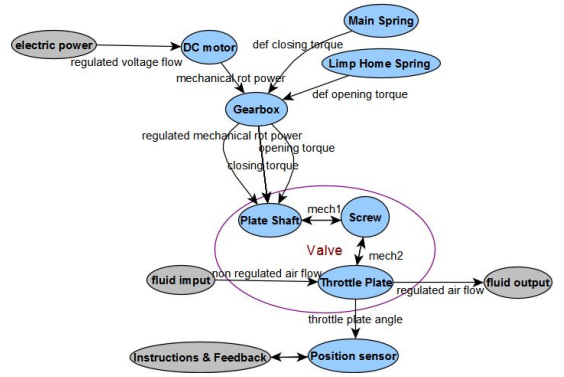 Main Spring
electric power
DC motor
def closing torque
regulated voltage flow
Limp Home Spring
mechanical rot power
def opening torque
Gearbox
regulated mechanical rot power
opening torque
closing torque
mech1
Plate Shaft
Screw
Valve
mech2
fluid imput
non regulated air flow
Throttle Plate
regulated air flow
fluid output
throttle plate angle
Instructions & Feedback
Position sensor